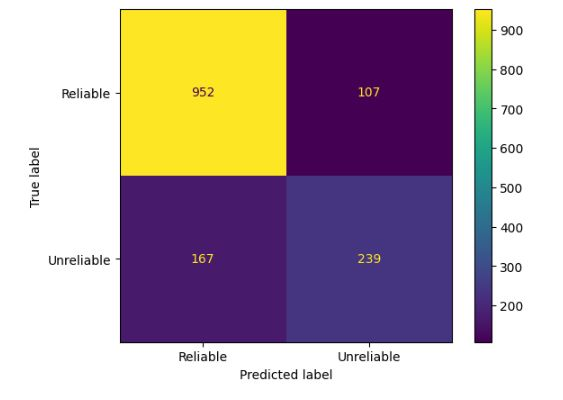 Reliable
952
107
Unreliable
167
239
Reliable
Unreliable
Predicted label
True label
900
800
700
600
500
400
300
200